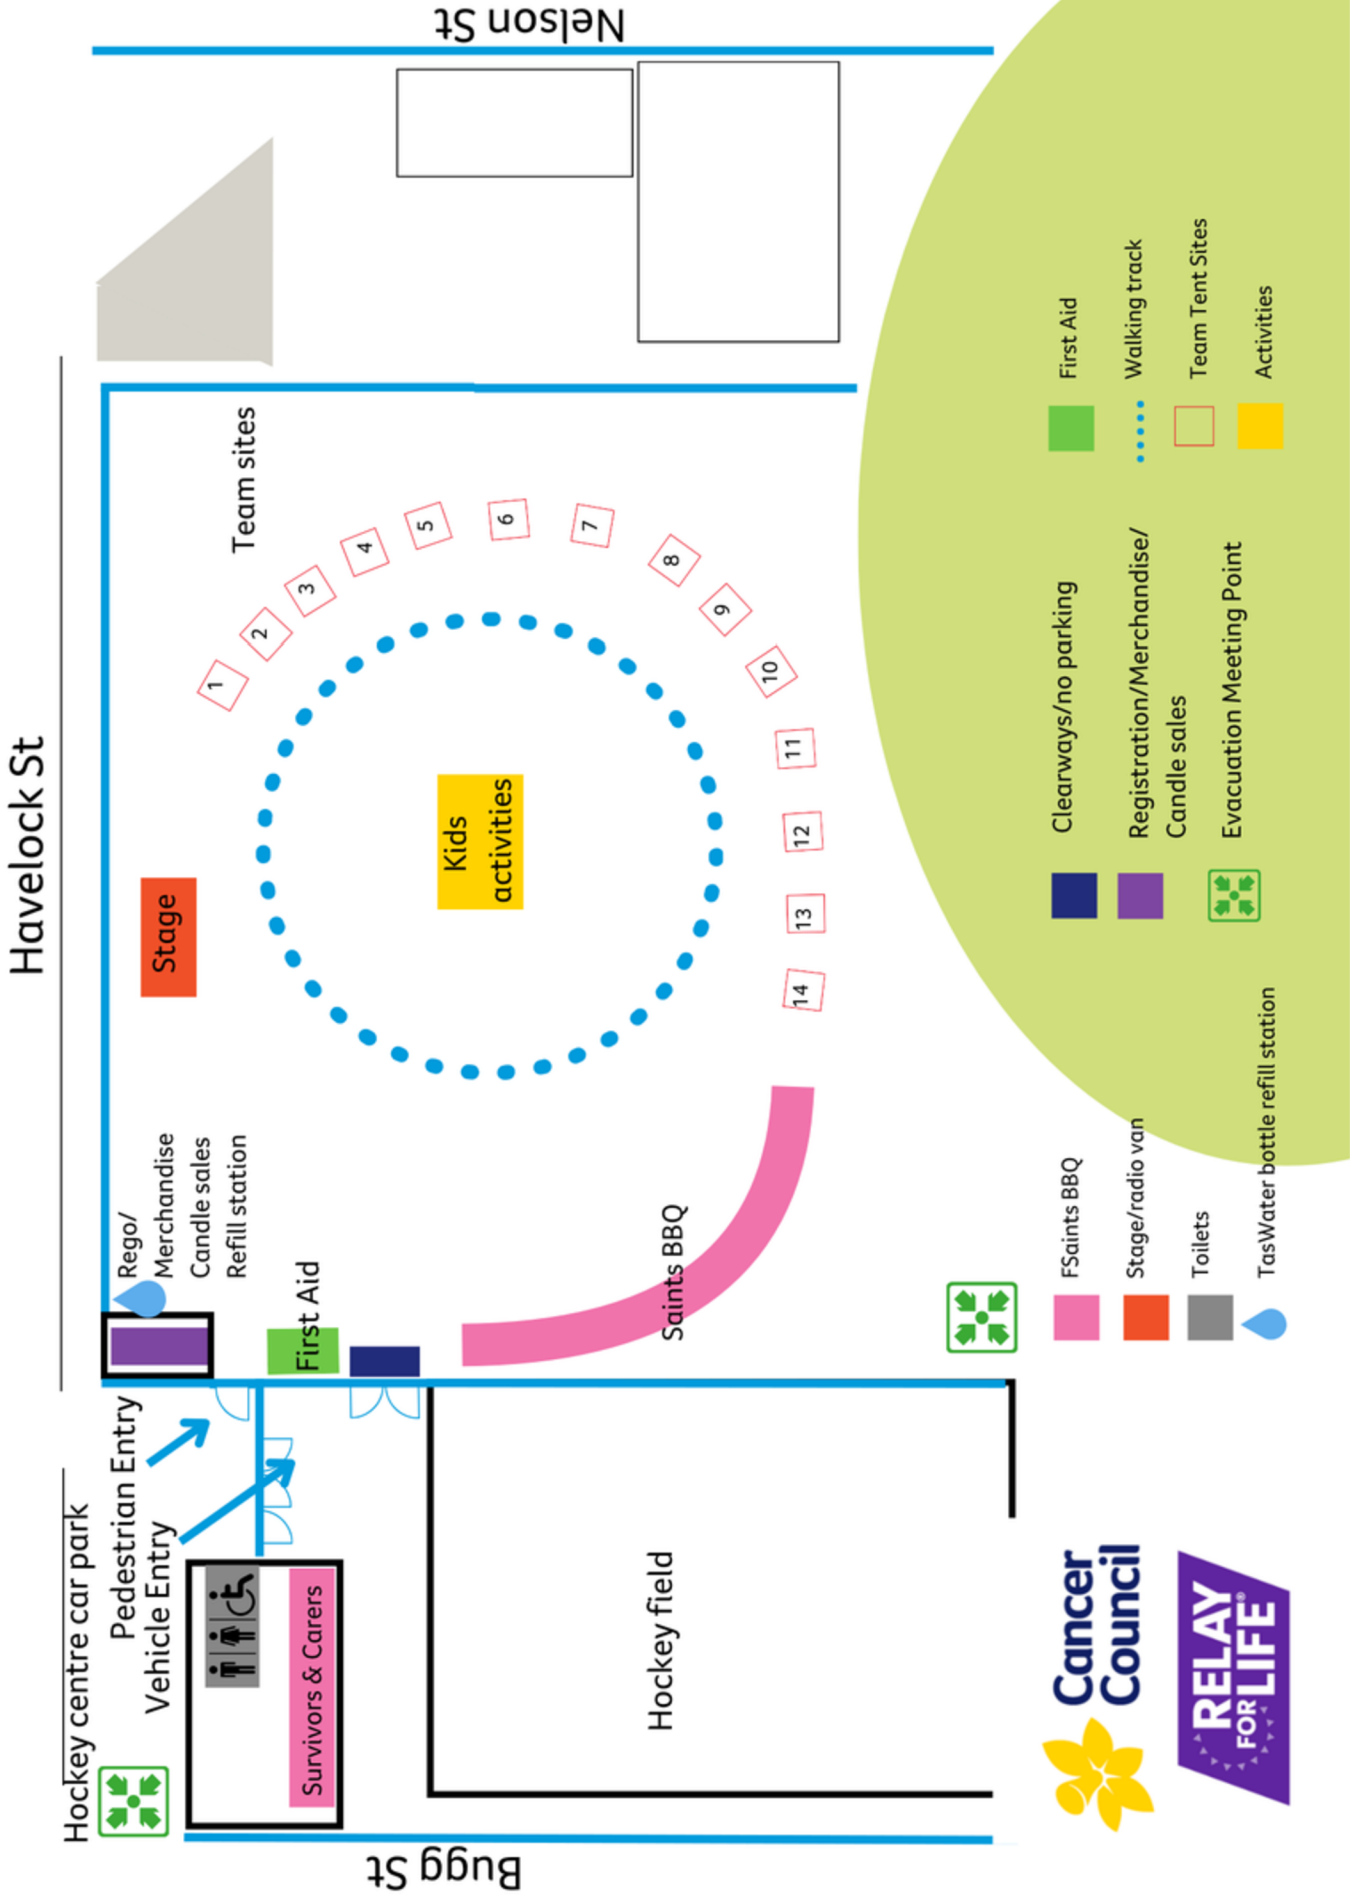 Havelock St
Nelson St
Bugg St
Hockey centre car park
Pedestrian Entry
Vehicle Entry
Rego/
Merchandise
Candle sales
Refill station
Stage
Team sites
First Aid
Survivors & Carers
Kids
activities
1
2
3
4
5
6
7
8
9
10
11
12
13
14
Saints BBQ
Hockey field
FSaints BBQ
Stage/radio van
Toilets
TasWater bottle refill station
Clearways/no parking
Registration/Merchandise/
Candle sales
Evacuation Meeting Point
First Aid
Walking track
Team Tent Sites
Activities
Cancer
Council
RELAY
FOR LIFE®